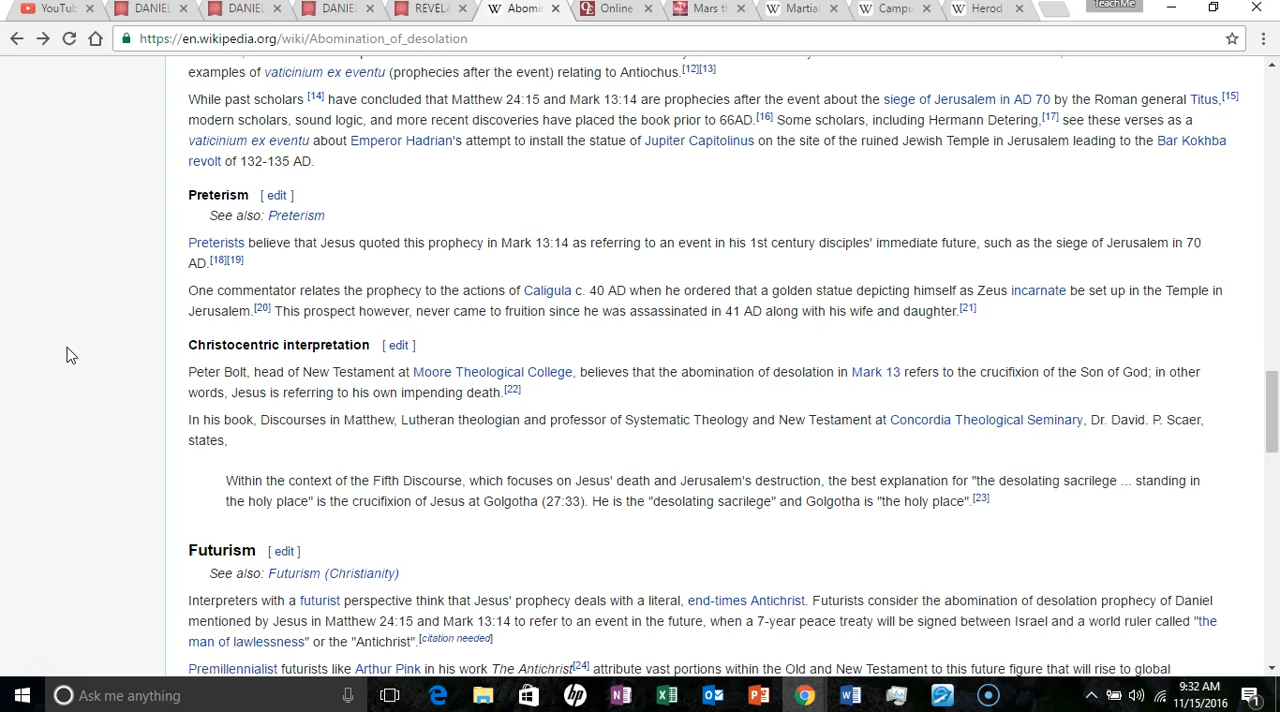 YouTub
DANIEL
DANIEL
DANIEL
REVELA
Abomin
Online
Mars th
Martial
Campu
Herod
TeachMe
https://en.wikipedia.org/wiki/Abomination_of_desolation
examples of vaticinium ex eventu (prophecies after the event) relating to Antiochus.[12][13]
While past scholars [14] have concluded that Matthew 24:15 and Mark 13:14 are prophecies after the event about the siege of Jerusalem in AD 70 by the Roman general Titus,[15]
modern scholars, sound logic, and more recent discoveries have placed the book prior to 66AD.[16] Some scholars, including Hermann Detering,[17] see these verses as a
vaticinium ex eventu about Emperor Hadrian's attempt to install the statue of Jupiter Capitolinus on the site of the ruined Jewish Temple in Jerusalem leading to the Bar Kokhba
revolt of 132-135 AD.
Preterism [ edit ]
See also: Preterism
Preterists believe that Jesus quoted this prophecy in Mark 13:14 as referring to an event in his 1st century disciples' immediate future, such as the siege of Jerusalem in 70
AD.[18][19]
One commentator relates the prophecy to the actions of Caligula c. 40 AD when he ordered that a golden statue depicting himself as Zeus incarnate be set up in the Temple in
Jerusalem.[20] This prospect however, never came to fruition since he was assassinated in 41 AD along with his wife and daughter.[21]
Christocentric interpretation [ edit ]
Peter Bolt, head of New Testament at Moore Theological College, believes that the abomination of desolation in Mark 13 refers to the crucifixion of the Son of God; in other
words, Jesus is referring to his own impending death.[22]
In his book, Discourses in Matthew, Lutheran theologian and professor of Systematic Theology and New Testament at Concordia Theological Seminary, Dr. David. P. Scaer,
states,
Within the context of the Fifth Discourse, which focuses on Jesus' death and Jerusalem's destruction, the best explanation for "the desolating sacrilege ... standing in
the holy place" is the crucifixion of Jesus at Golgotha (27:33). He is the "desolating sacrilege" and Golgotha is "the holy place".[23]
Futurism [ edit ]
See also: Futurism (Christianity)
Interpreters with a futurist perspective think that Jesus' prophecy deals with a literal, end-times Antichrist. Futurists consider the abomination of desolation prophecy of Daniel
mentioned by Jesus in Matthew 24:15 and Mark 13:14 to refer to an event in the future, when a 7-year peace treaty will be signed between Israel and a world ruler called "the
man of lawlessness" or the "Antichrist".[citation needed]
Premillennialist futurists like Arthur Pink in his work The Antichrist[24] attribute vast portions within the Old and New Testament to this future figure that will rise to global
Ask me anything
9:32 AM
11/15/2016